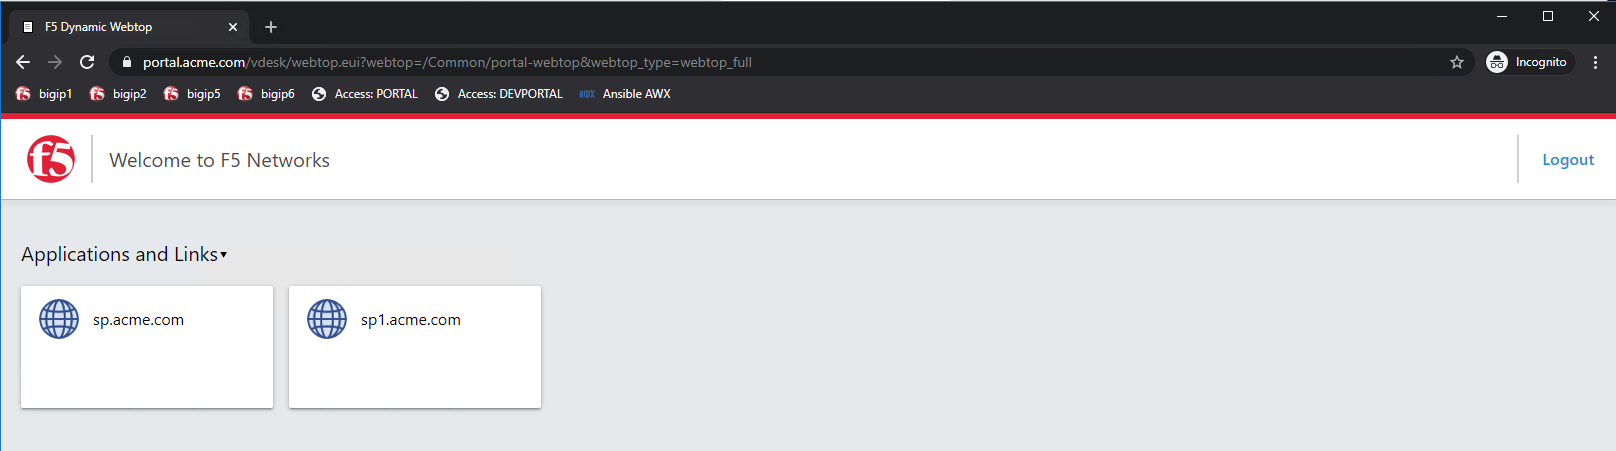 F5 Dynamic Webtop
portal.acme.com/vdesk/webtop.eui?webtop=/Common/portal-webtop&webtop_type=webtop_full
Incognito
bigip1 bigip2 bigip5 bigip6 Access: PORTAL Access: DEVPORTAL AWX Ansible AWX
f5 Welcome to F5 Networks Logout
Applications and Links
sp.acme.com sp1.acme.com